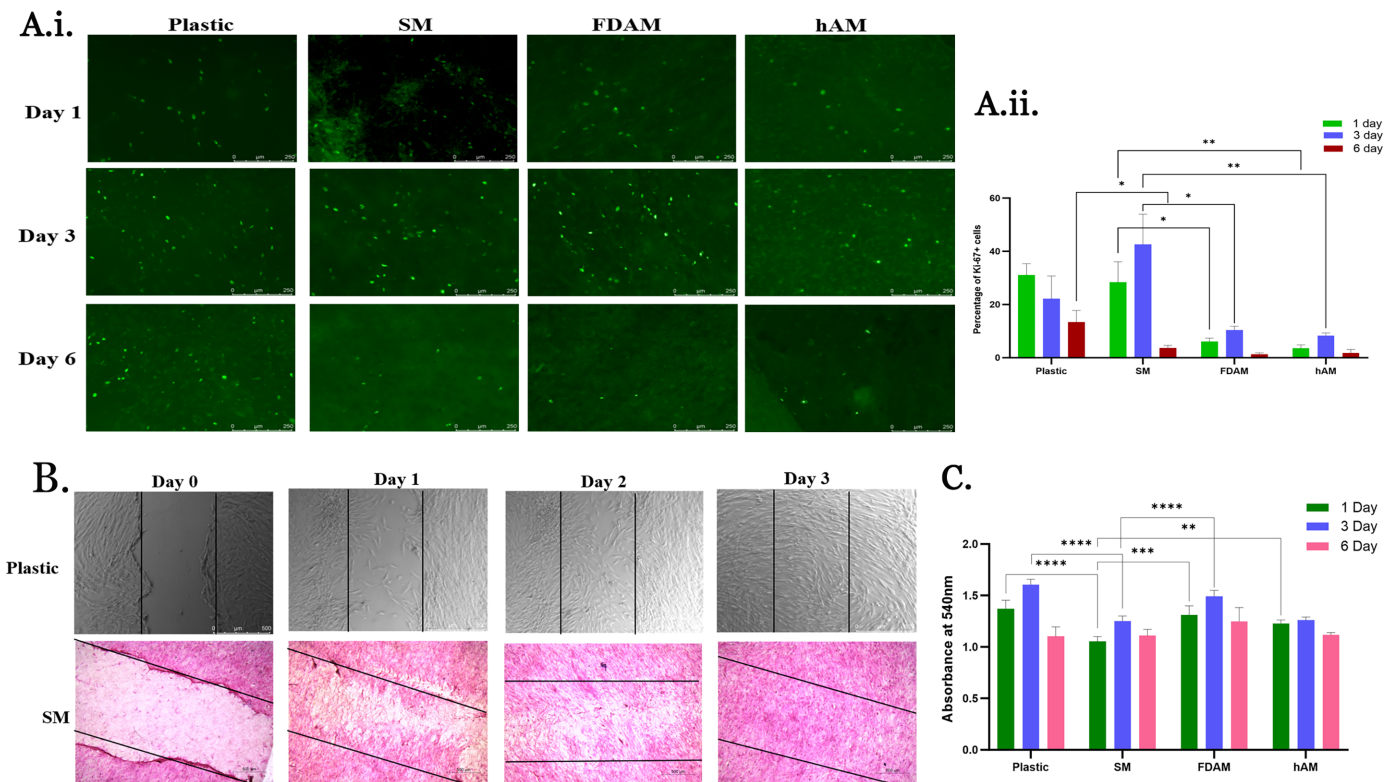 A.i.
Plastic SM FDAM hAM
Day 1
0 µm 250 0 µm 250 0 µm 250 0 µm 250
Day 3
0 µm 250 0 µm 250 0 µm 250 0 µm 250
Day 6
0 µm 250 0 µm 250 0 µm 250 0 µm 250
A.ii.
1 day
3 day
6 day
**
**
* *
*
Percentage of Ki-67+ cells
60
40
20
0
Plastic SM FDAM hAM
B.
Day 0 Day 1 Day 2 Day 3
Plastic
0 µm 500
SM
C.
1 Day
3 Day
6 Day
****
**
**** ***
****
Absorbance at 540nm
2.0
1.5
1.0
0.5
0.0
Plastic SM FDAM hAM